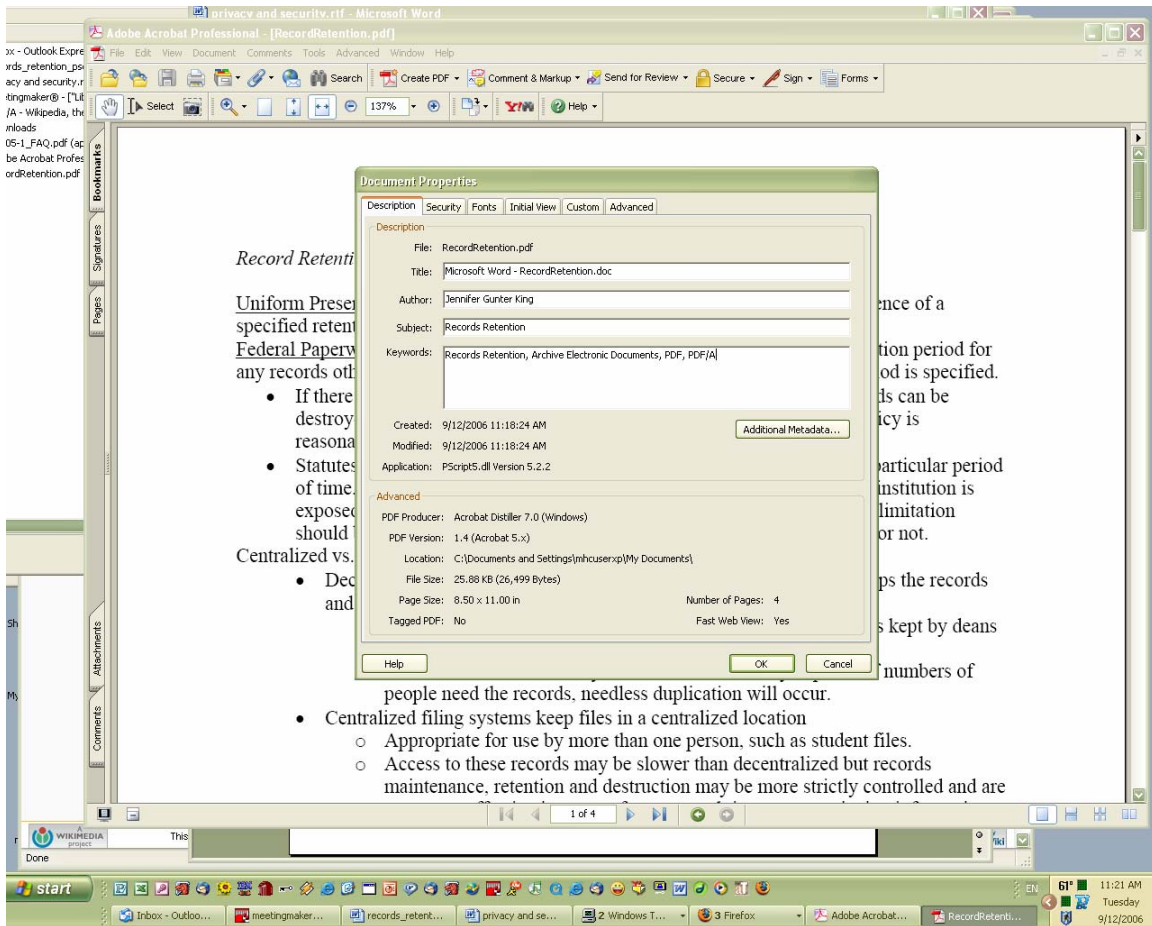 privacy and security.rtf - Microsoft Word
Adobe Acrobat Professional - [RecordRetention.pdf]
File Edit View Document Comments Tools Advanced Window Help
Search Create PDF Comment & Markup Send for Review Secure Sign Forms
Select 137% Y! Help
ox - Outlook Expre
ords_retention_pso
acy and security.r
etingmaker® - ["Lib
/A - Wikipedia, the
wnloads
05-1_FAQ.pdf (ap
be Acrobat Profes
ordRetention.pdf
Bookmarks
Signatures
Pages
Attachments
Comments
Document Properties
Description Security Fonts Initial View Custom Advanced
Description
File: RecordRetention.pdf
Title: Microsoft Word - RecordRetention.doc
Author: Jennifer Gunter King
Subject: Records Retention
Keywords: Records Retention, Archive Electronic Documents, PDF, PDF/A
Created: 9/12/2006 11:18:24 AM
Additional Metadata...
Modified: 9/12/2006 11:18:24 AM
Application: PScript5.dll Version 5.2.2
Advanced
PDF Producer: Acrobat Distiller 7.0 (Windows)
PDF Version: 1.4 (Acrobat 5.x)
Location: C:\Documents and Settings\mhcuserxp\My Documents\
File Size: 25.88 KB (26,499 Bytes)
Page Size: 8.50 x 11.00 in Number of Pages: 4
Tagged PDF: No Fast Web View: Yes
Help OK Cancel
Record Retenti
Uniform Preser ence of a
specified retent
Federal Paperw tion period for
any records oth od is specified.
• If there ds can be
destroy icy is
reasona
• Statutes particular period
of time. institution is
expose limitation
should or not.
Centralized vs.
• Dec ps the records
and
s kept by deans
numbers of
people need the records, needless duplication will occur.
• Centralized filing systems keep files in a centralized location
o Appropriate for use by more than one person, such as student files.
o Access to these records may be slower than decentralized but records
maintenance, retention and destruction may be more strictly controlled and are
1 of 4
Sh
My
WIKIMEDIA
project
This
Done
start EN 61° 11:21 AM
Inbox - Outloo... meetingmaker... records_retent... privacy and se... 2 Windows T... 3 Firefox Adobe Acrobat... RecordRetenti... Tuesday
9/12/2006